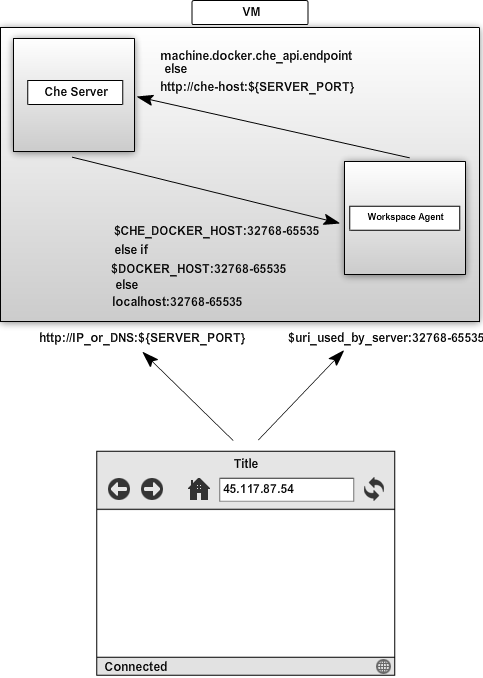 VM
machine.docker.che_api.endpoint
else
http://che-host:${SERVER_PORT}
Che Server
Workspace Agent
$CHE_DOCKER_HOST:32768-65535
else if
$DOCKER_HOST:32768-65535
else
localhost:32768-65535
http://IP_or_DNS:${SERVER_PORT}
$uri_used_by_server:32768-65535
Title
45.117.87.54
Connected